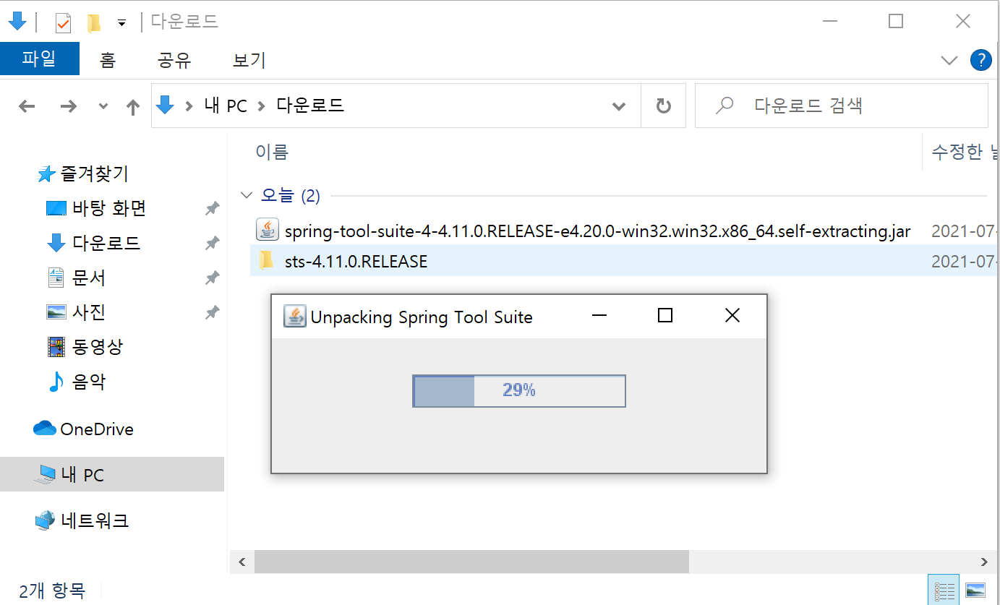 다운로드
파일 홈 공유 보기
내 PC 다운로드 다운로드 검색
이름 수정한
즐겨찾기
바탕 화면
다운로드
문서
사진
동영상
음악
OneDrive
내 PC
네트워크
오늘 (2)
spring-tool-suite-4-4.11.0.RELEASE-e4.20.0-win32.win32.x86_64.self-extracting.jar 2021-07-
sts-4.11.0.RELEASE 2021-07-
Unpacking Spring Tool Suite
29%
2개 항목